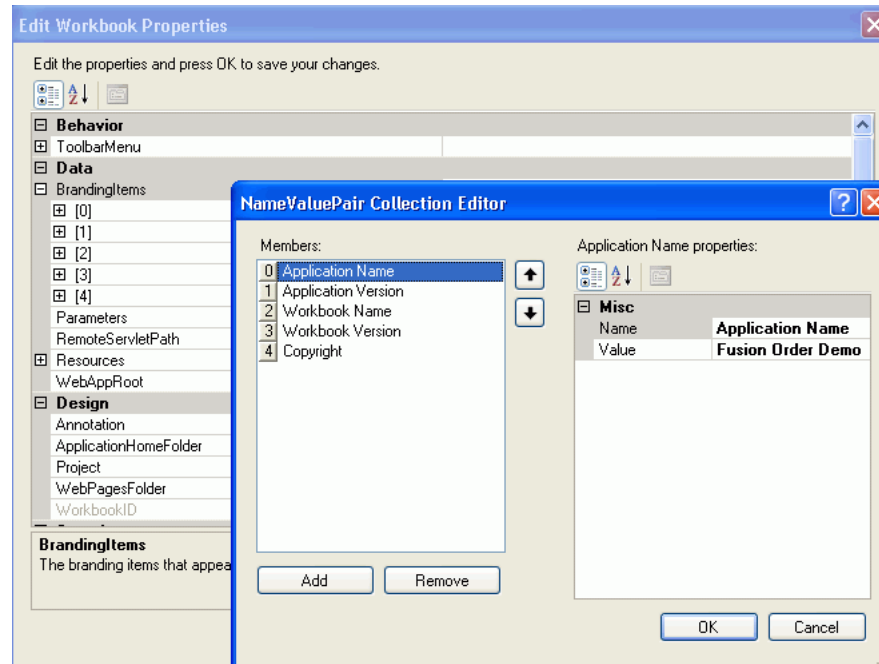 Edit Workbook Properties
Edit the properties and press OK to save your changes.
Behavior
ToolbarMenu
Data
BrandingItems
[0]
[1]
[2]
[3]
[4]
Parameters
RemoteServletPath
Resources
WebAppRoot
Design
Annotation
ApplicationHomeFolder
Project
WebPagesFolder
WorkbookID
BrandingItems
The branding items that appea
NameValuePair Collection Editor
Members:
0 Application Name
1 Application Version
2 Workbook Name
3 Workbook Version
4 Copyright
Add Remove
Application Name properties:
Misc
Name Application Name
Value Fusion Order Demo
OK Cancel